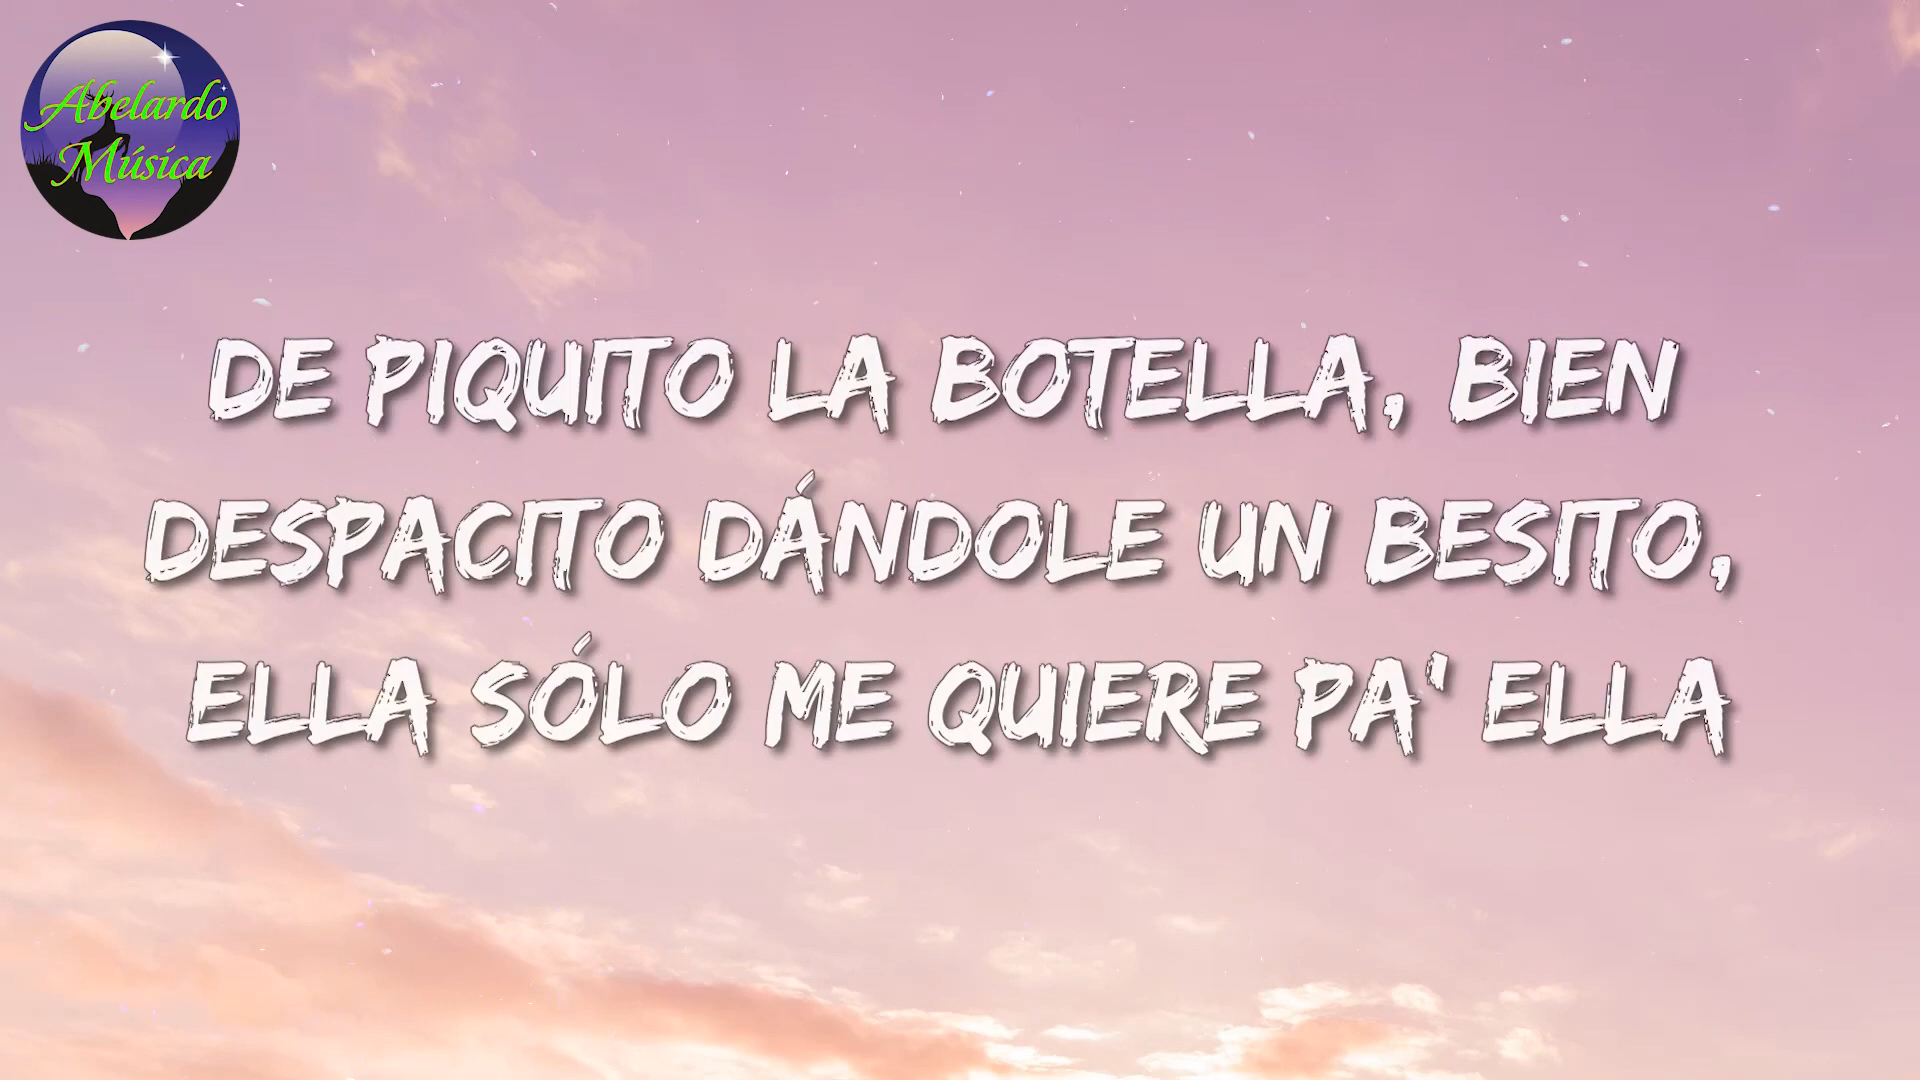 Abelardo
Música
DE PIQUITO LA BOTELLA, BIEN
DESPACITO DÁNDOLE UN BESITO,
ELLA SÓLO ME QUIERE PA' ELLA